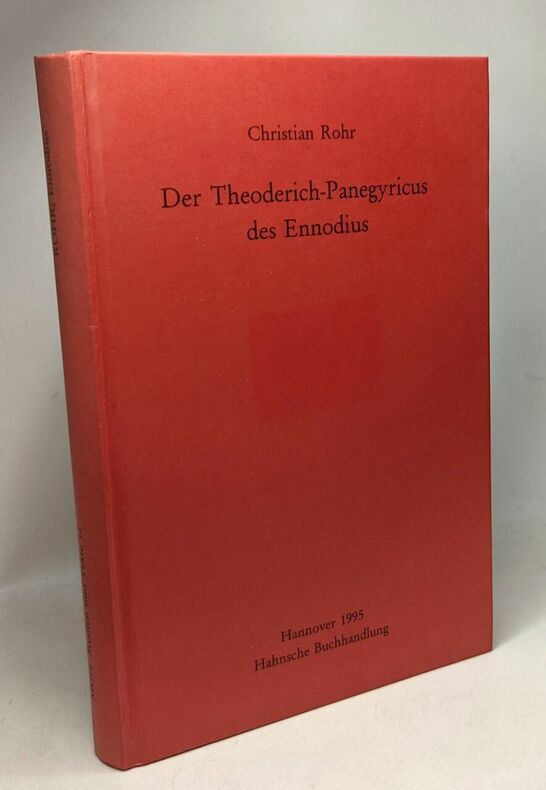 Christian Rohr
Der Theoderich-Panegyricus
des Ennodius
Hannover 1995
Hahnsche Buchhandlung